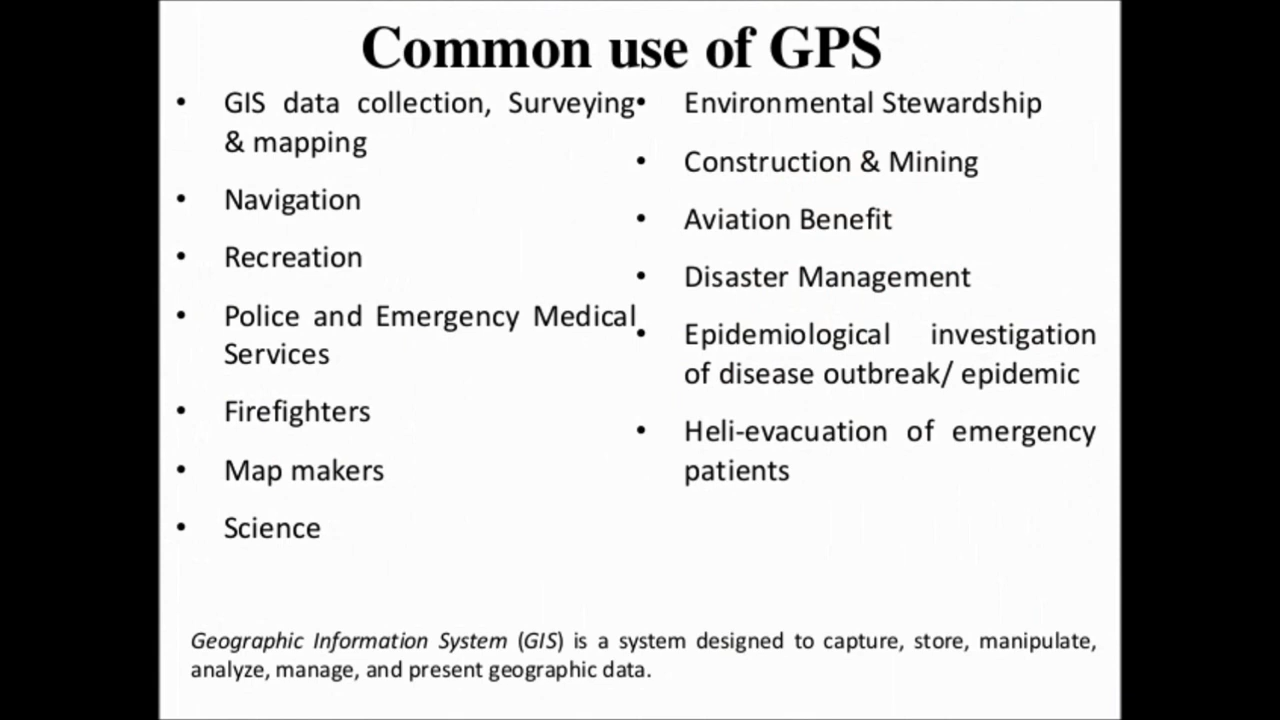 Common use of GPS
• GIS data collection, Surveying
& mapping
• Navigation
• Recreation
• Police and Emergency Medical
Services
• Firefighters
• Map makers
• Science
• Environmental Stewardship
• Construction & Mining
• Aviation Benefit
• Disaster Management
• Epidemiological investigation
of disease outbreak/ epidemic
• Heli-evacuation of emergency
patients
Geographic Information System (GIS) is a system designed to capture, store, manipulate,
analyze, manage, and present geographic data.